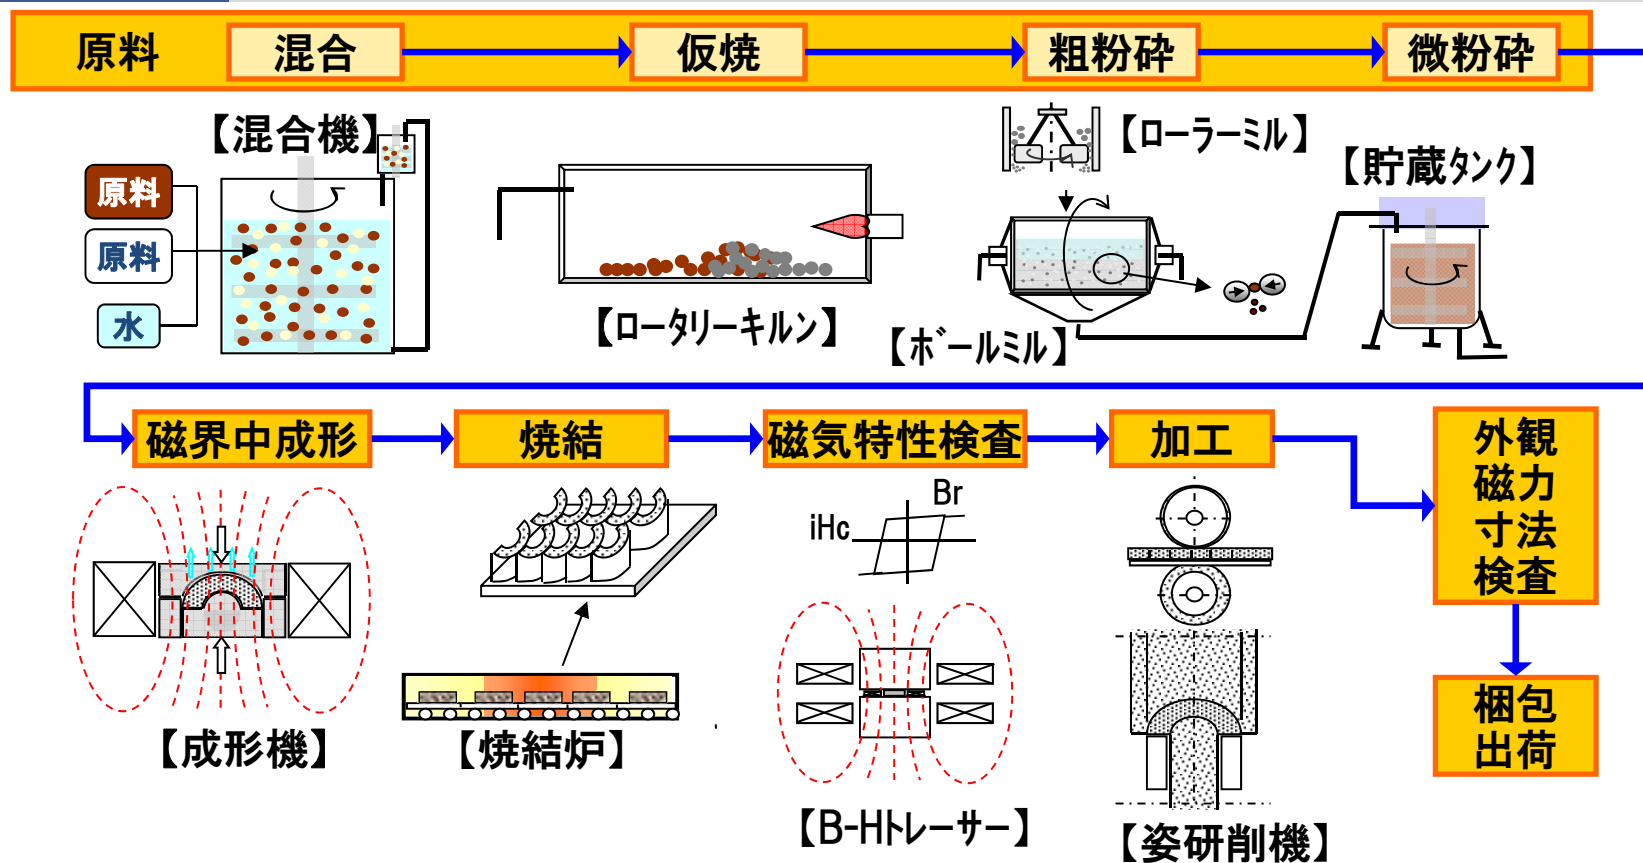 原料
混合
仮焼
粗粉砕
微粉砕
【混合機】
【ローラーミル】
【貯蔵タンク】
原料
原料
水
【ロータリーキルン】
【ボールミル】
磁界中成形
焼結
磁気特性検査
加工
外観
磁力
寸法
検査
Br
iHc
梱包
出荷
【成形機】
【焼結炉】
【B-Hトレーサー】
【姿研削機】